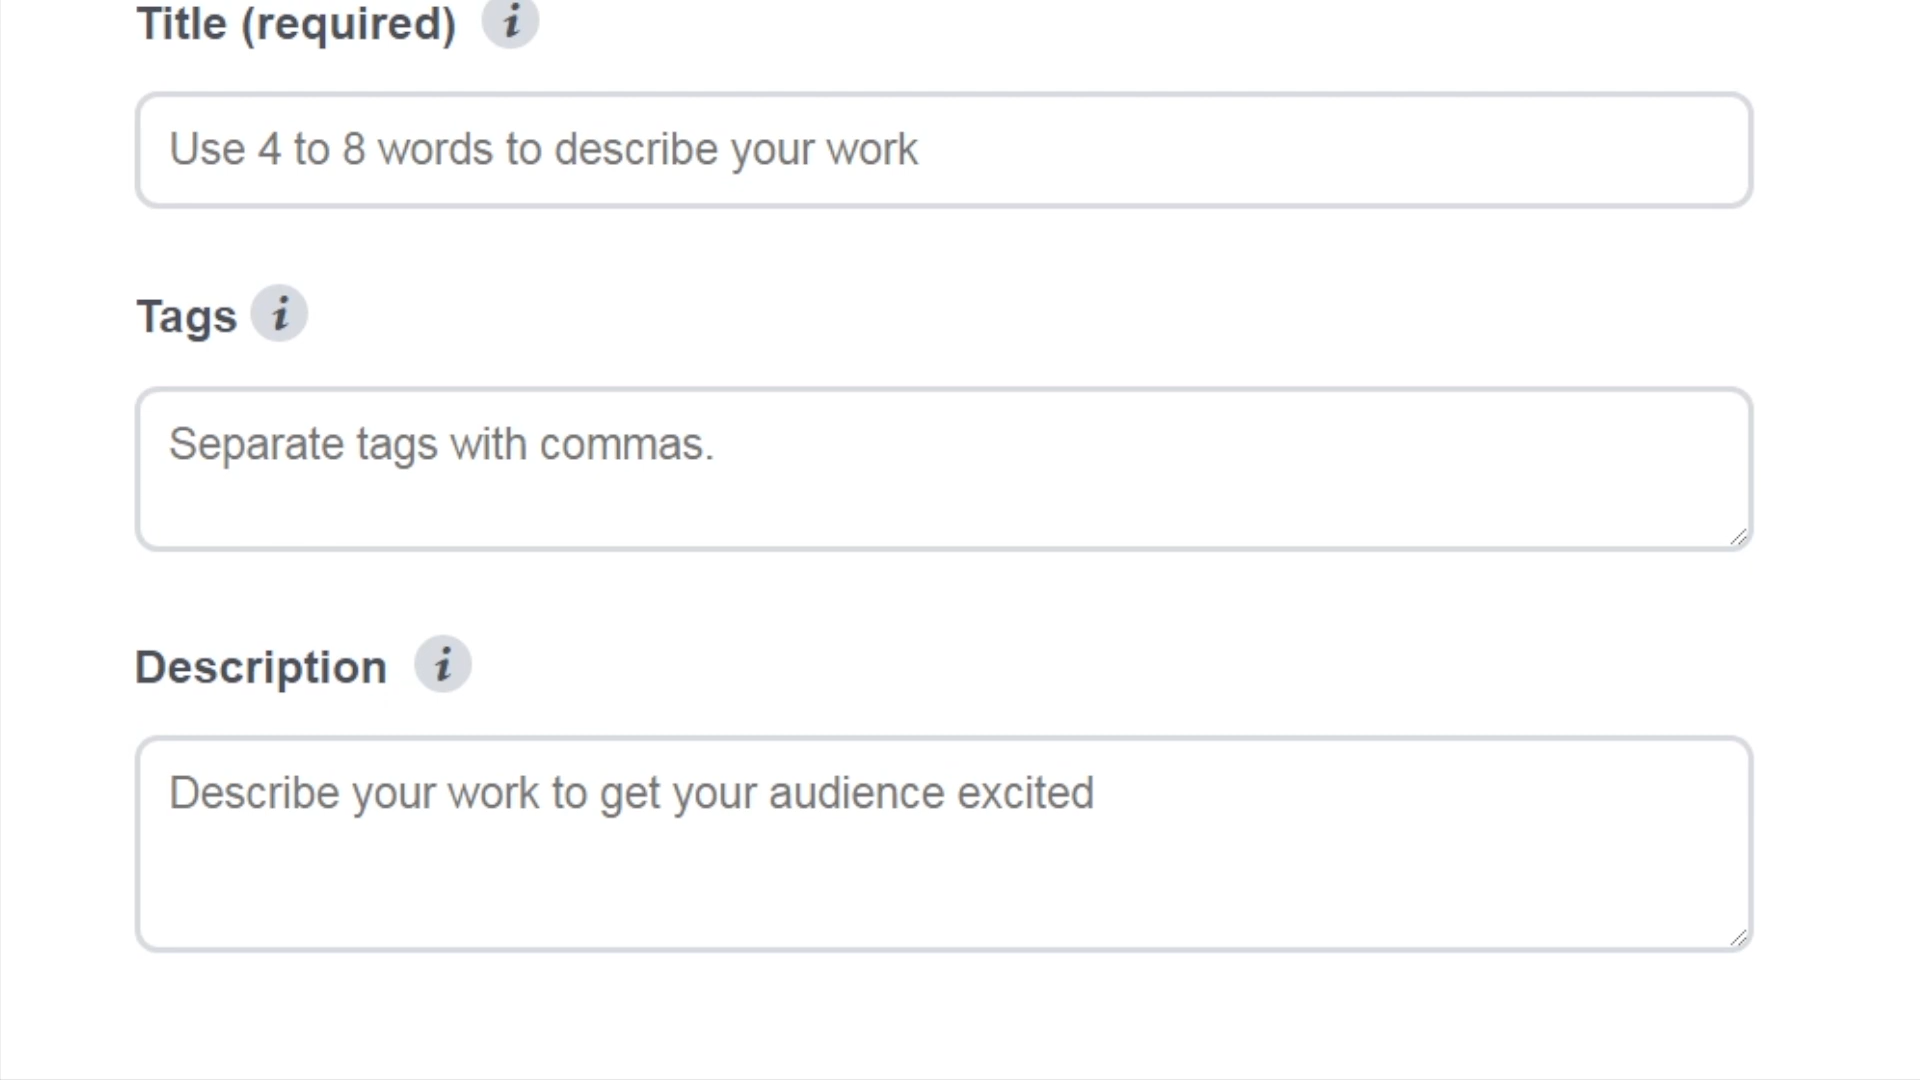 Title (required) i
Use 4 to 8 words to describe your work
Tags i
Separate tags with commas.
Description i
Describe your work to get your audience excited